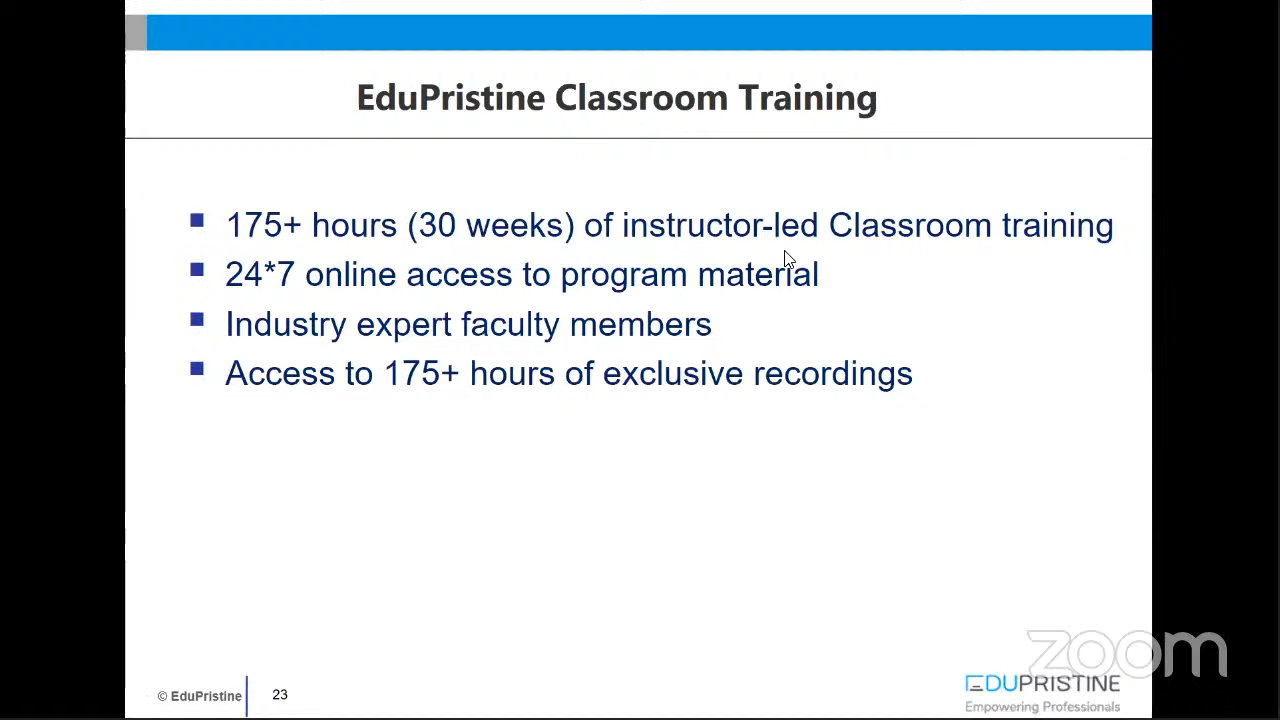 EduPristine Classroom Training
175+ hours (30 weeks) of instructor-led Classroom training
24*7 online access to program material
Industry expert faculty members
Access to 175+ hours of exclusive recordings
zoom
© EduPristine
23
EDUPRISTINE
Empowering Professionals